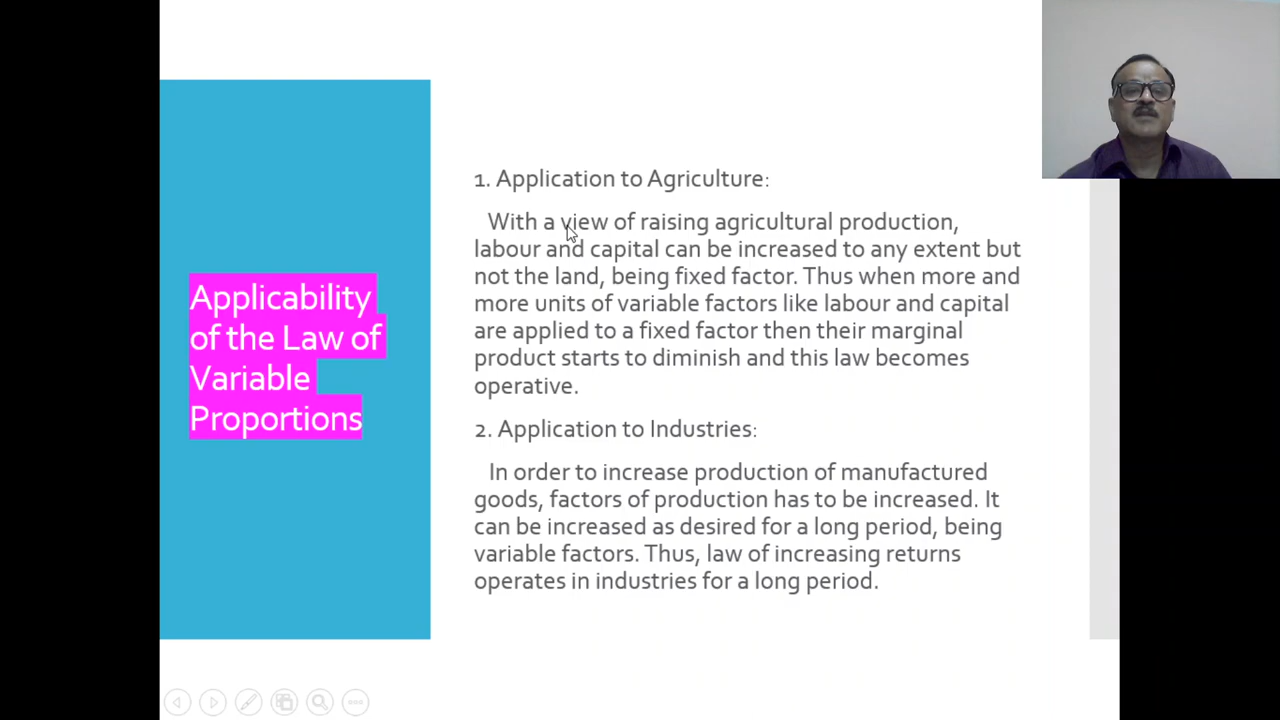 Applicability
of the Law of
Variable
Proportions
1. Application to Agriculture:
With a view of raising agricultural production,
labour and capital can be increased to any extent but
not the land, being fixed factor. Thus when more and
more units of variable factors like labour and capital
are applied to a fixed factor then their marginal
product starts to diminish and this law becomes
operative.
2. Application to Industries:
In order to increase production of manufactured
goods, factors of production has to be increased. It
can be increased as desired for a long period, being
variable factors. Thus, law of increasing returns
operates in industries for a long period.